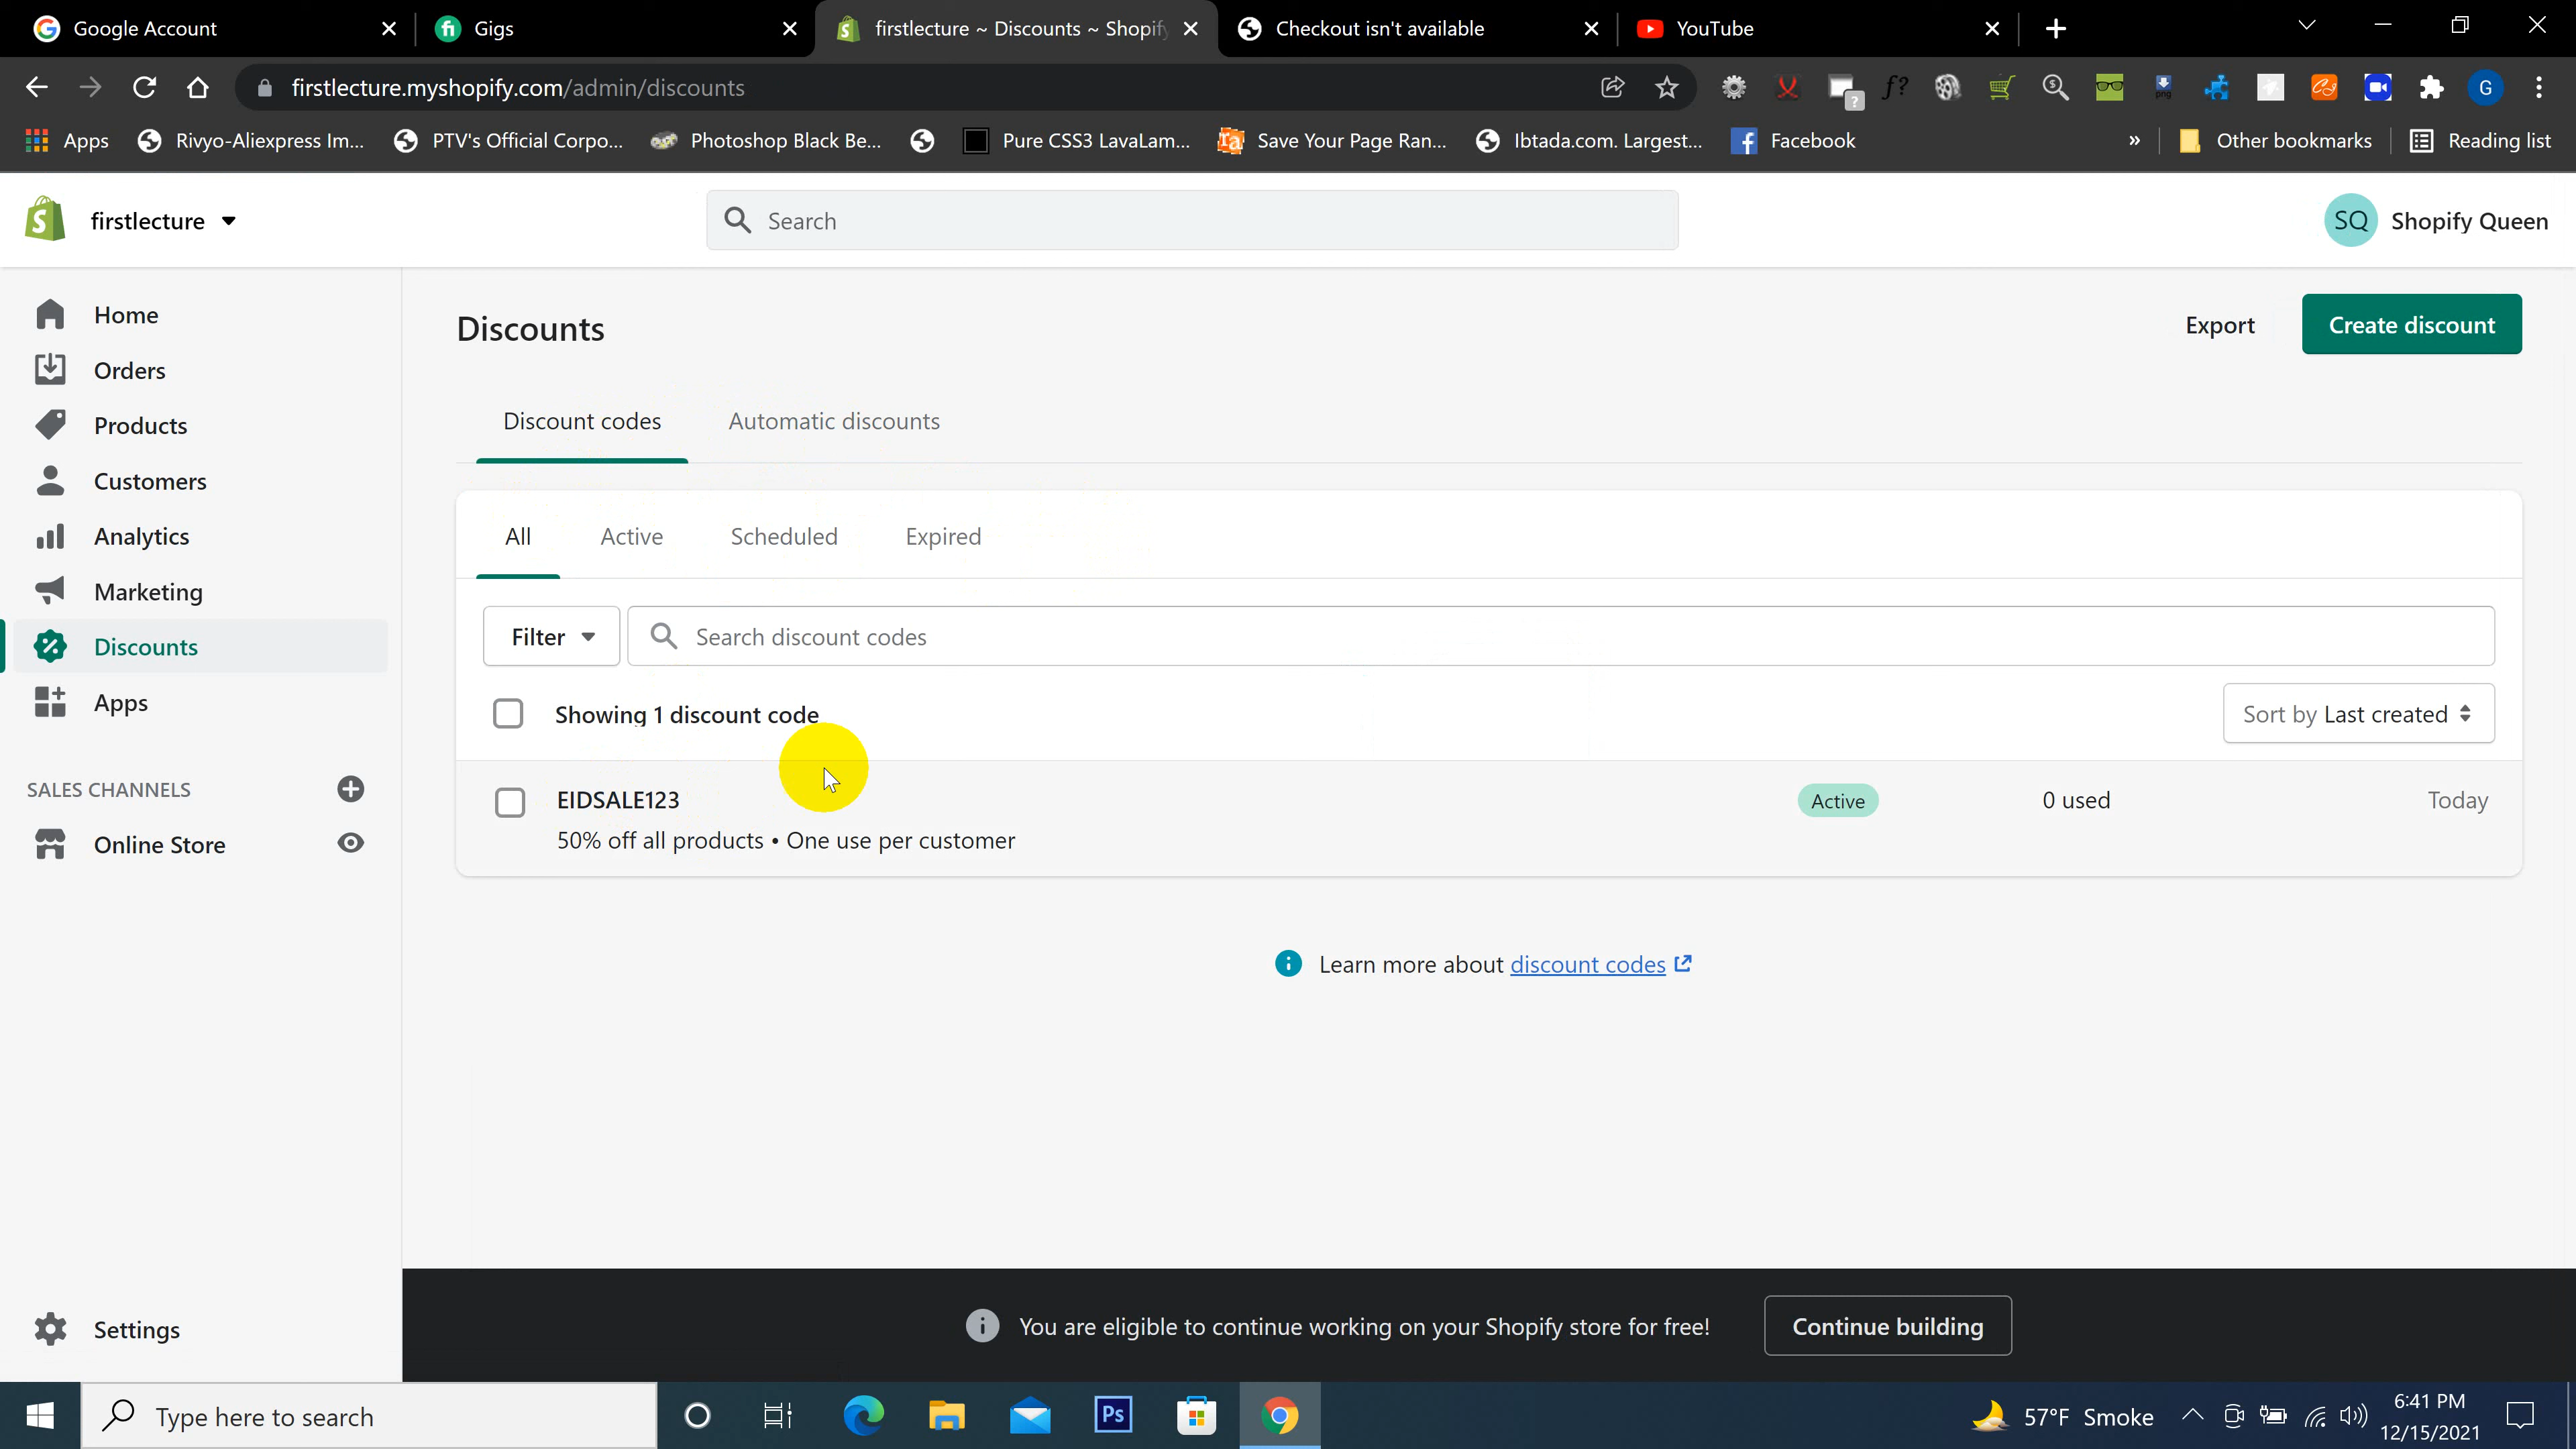 Google Account
Gigs
firstlecture ~ Discounts ~ Shopify
Checkout isn't available
YouTube
firstlecture.myshopify.com/admin/discounts
G
Apps
Rivyo-Aliexpress Im...
PTV's Official Corpo...
Photoshop Black Be...
Pure CSS3 LavaLam...
Save Your Page Ran...
Ibtada.com. Largest...
Facebook
»
Other bookmarks
Reading list
firstlecture
Search
SQ
Shopify Queen
Home
Orders
Products
Customers
Analytics
Marketing
Discounts
Apps
SALES CHANNELS
Online Store
Settings
Discounts
Export
Create discount
Discount codes
Automatic discounts
All
Active
Scheduled
Expired
Filter
Search discount codes
Showing 1 discount code
Sort by Last created
EIDSALE123
Active
0 used
Today
50% off all products • One use per customer
Learn more about discount codes
You are eligible to continue working on your Shopify store for free!
Continue building
Type here to search
Ps
57°F Smoke
6:41 PM
12/15/2021